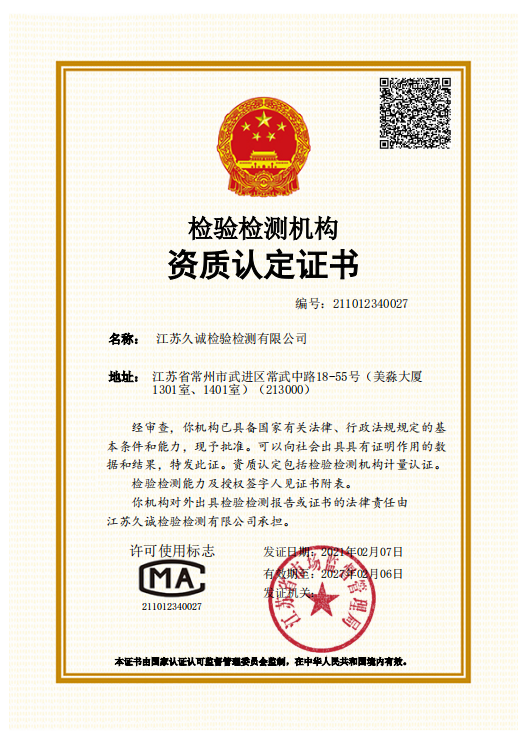 检验检测机构
资质认定证书
编号：211012340027
名称： 江苏久诚检验检测有限公司
地址： 江苏省常州市武进区常武中路18-55号（美淼大厦
1301室、1401室）（213000）
经审查，你机构已具备国家有关法律、行政法规规定的基
本条件和能力，现予批准。可以向社会出具具有证明作用的数
据和结果，特发此证。资质认定包括检验检测机构计量认证。
检验检测能力及授权签字人见证书附表。
你机构对外出具检验检测报告或证书的法律责任由
江苏久诚检验检测有限公司承担。
许可使用标志
MA
211012340027
发证日期：2021年02月07日
有效期至：2027年02月06日
发证机关：
江苏省市场监督管理局
本证书由国家认证认可监督管理委员会监制，在中华人民共和国境内有效。